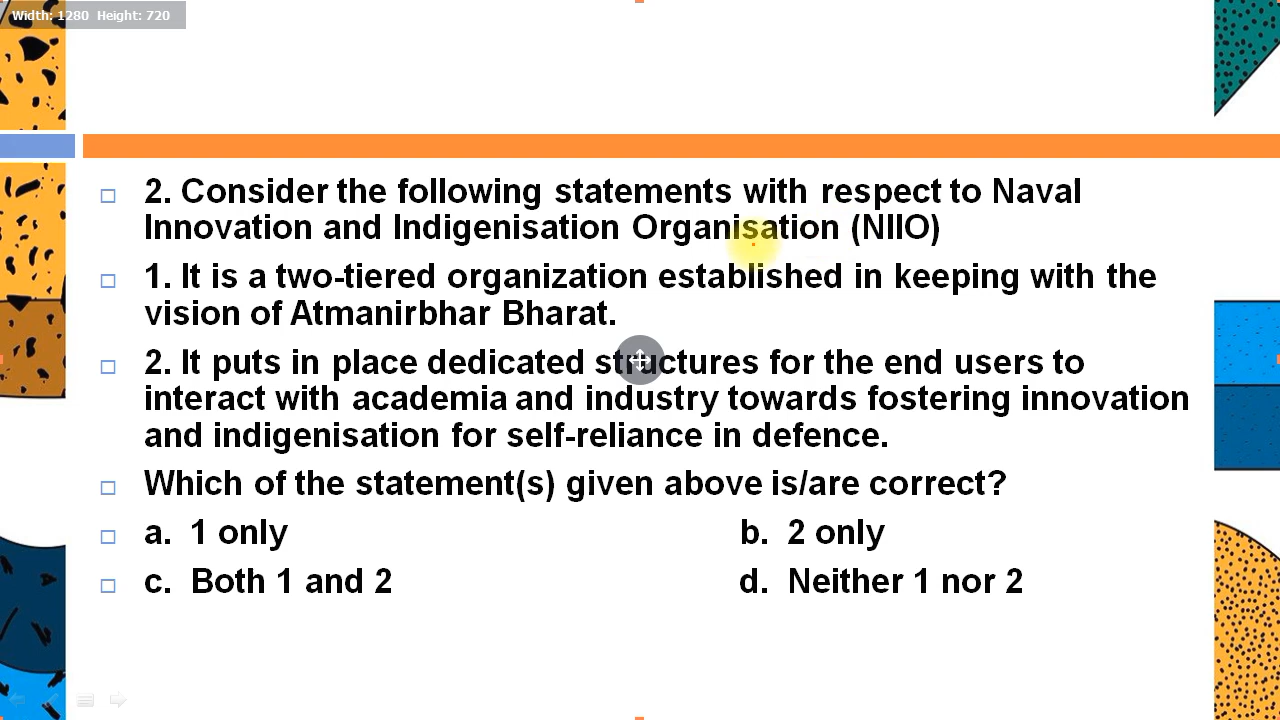 Width: 1280 Height: 720
2. Consider the following statements with respect to Naval
Innovation and Indigenisation Organisation (NIIO)
1. It is a two-tiered organization established in keeping with the
vision of Atmanirbhar Bharat.
2. It puts in place dedicated structures for the end users to
interact with academia and industry towards fostering innovation
and indigenisation for self-reliance in defence.
Which of the statement(s) given above is/are correct?
a. 1 only b. 2 only
c. Both 1 and 2 d. Neither 1 nor 2